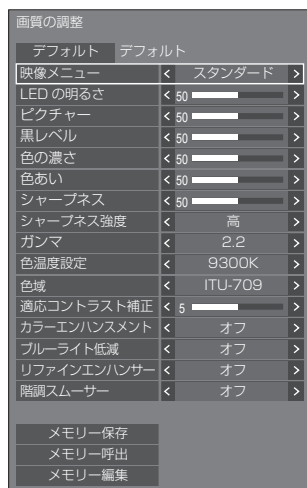 画質の調整
デフォルト デフォルト
映像メニュー < スタンダード >
LED の明るさ < 50 >
ピクチャー < 50 >
黒レベル < 50 >
色の濃さ < 50 >
色あい < 50 >
シャープネス < 50 >
シャープネス強度 < 高 >
ガンマ < 2.2 >
色温度設定 < 9300K >
色域 < ITU-709 >
適応コントラスト補正 < 5 >
カラーエンハンスメント < オフ >
ブルーライト低減 < オフ >
リファインエンハンサー < オフ >
階調スムーサー < オフ >
メモリー保存
メモリー呼出
メモリー編集